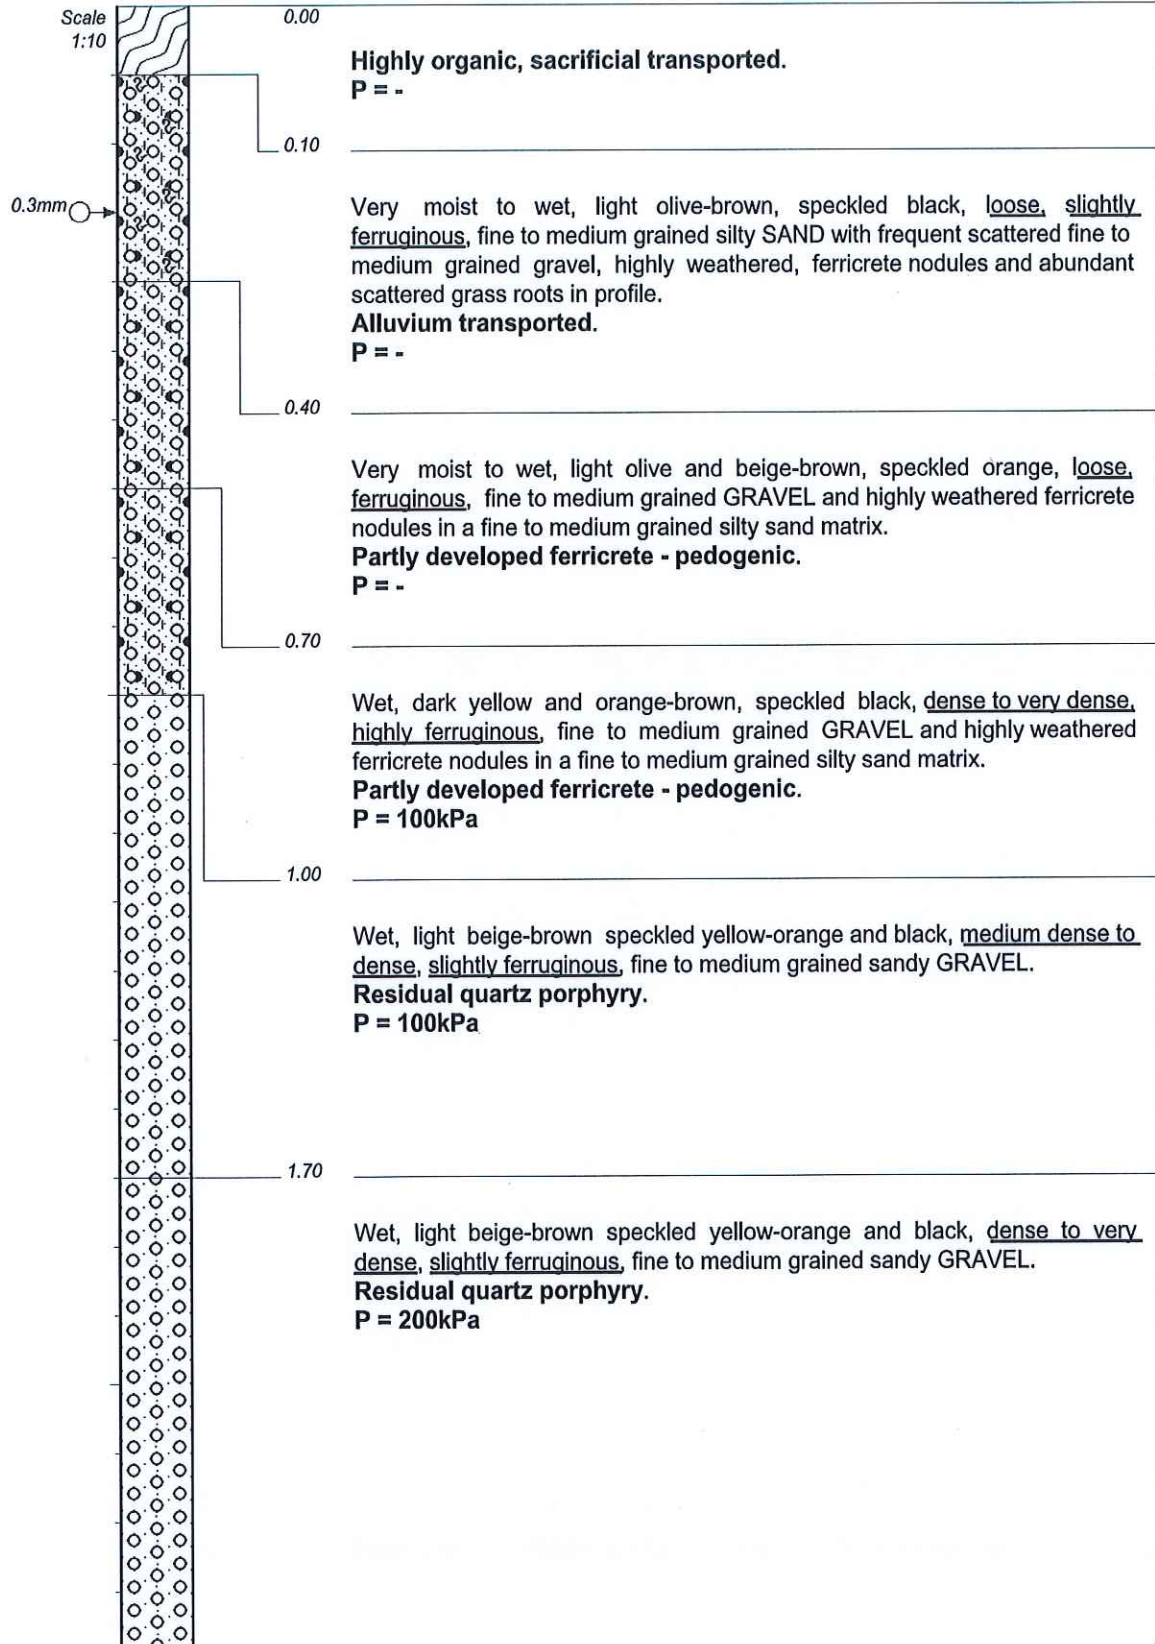 Scale
1:10
0.00
Highly organic, sacrificial transported.
P = -
0.10
0.3mm
Very moist to wet, light olive-brown, speckled black, loose, slightly
ferruginous, fine to medium grained silty SAND with frequent scattered fine to
medium grained gravel, highly weathered, ferricrete nodules and abundant
scattered grass roots in profile.
Alluvium transported.
P = -
0.40
Very moist to wet, light olive and beige-brown, speckled orange, loose,
ferruginous, fine to medium grained GRAVEL and highly weathered ferricrete
nodules in a fine to medium grained silty sand matrix.
Partly developed ferricrete - pedogenic.
P = -
0.70
Wet, dark yellow and orange-brown, speckled black, dense to very dense,
highly ferruginous, fine to medium grained GRAVEL and highly weathered
ferricrete nodules in a fine to medium grained silty sand matrix.
Partly developed ferricrete - pedogenic.
P = 100kPa
1.00
Wet, light beige-brown speckled yellow-orange and black, medium dense to
dense, slightly ferruginous, fine to medium grained sandy GRAVEL.
Residual quartz porphyry.
P = 100kPa
1.70
Wet, light beige-brown speckled yellow-orange and black, dense to very
dense, slightly ferruginous, fine to medium grained sandy GRAVEL.
Residual quartz porphyry.
P = 200kPa